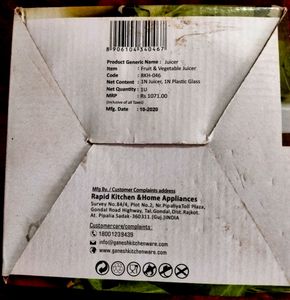 8906104340467
Product Generic Name : Juicer
Item : Fruit & Vegetable Juicer
Code : RKH-046
Net Content : 1N Juicer, 1N Plastic Glass
Net Quantity : 1U
MRP : Rs 1071.00
(Inclusive of all Taxes)
Mfg. Date : 10-2020
Mfg By. / Customer Complaints address
Rapid Kitchen &Home Appliances
Survey No.84/4, Plot No.2, Nr.PipaliyaToll Plaza,
Gondal Road Highway, Tal.Gondal,Dist.Rajkot.
At. Pipalia Sadak-360311.(Guj.)INDIA
Customercare/complaints :
18001239439
info@ganeshkitchenware.com
www.ganeshkitchenware.com